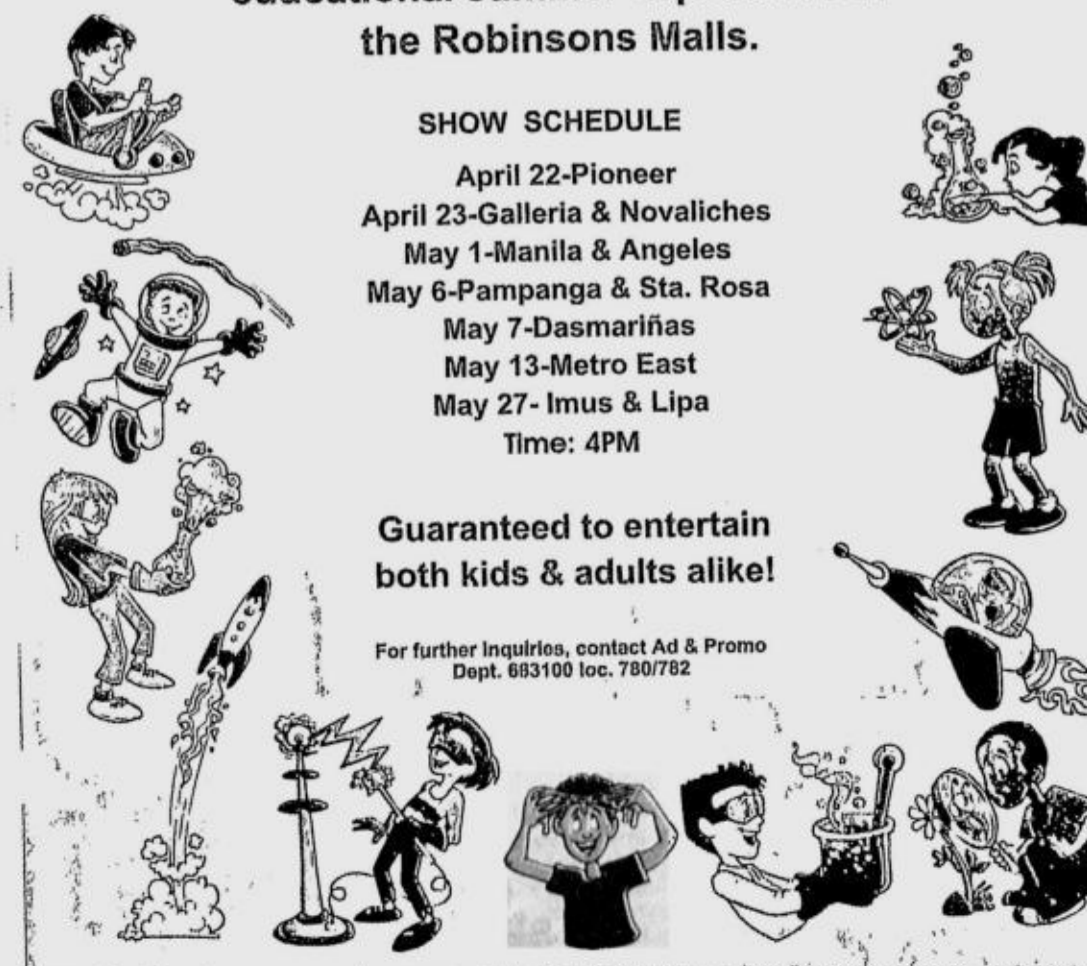 the Robinsons Malls.
SHOW SCHEDULE
April 22-Pioneer
April 23-Galleria & Novaliches
May 1-Manila & Angeles
May 6-Pampanga & Sta. Rosa
May 7-Dasmariñas
May 13-Metro East
May 27- Imus & Lipa
Time: 4PM
Guaranteed to entertain
both kids & adults alike!
For further inquiries, contact Ad & Promo
Dept. 683100 loc. 780/782